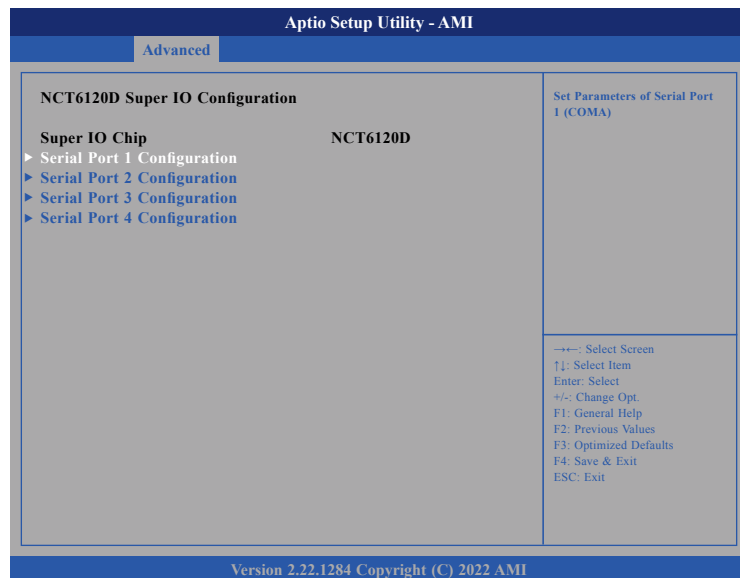 Aptio Setup Utility - AMI
Advanced
NCT6120D Super IO Configuration
Super IO Chip NCT6120D
Serial Port 1 Configuration
Serial Port 2 Configuration
Serial Port 3 Configuration
Serial Port 4 Configuration
Set Parameters of Serial Port
1 (COMA)
→←: Select Screen
↑↓: Select Item
Enter: Select
+/-: Change Opt.
F1: General Help
F2: Previous Values
F3: Optimized Defaults
F4: Save & Exit
ESC: Exit
Version 2.22.1284 Copyright (C) 2022 AMI